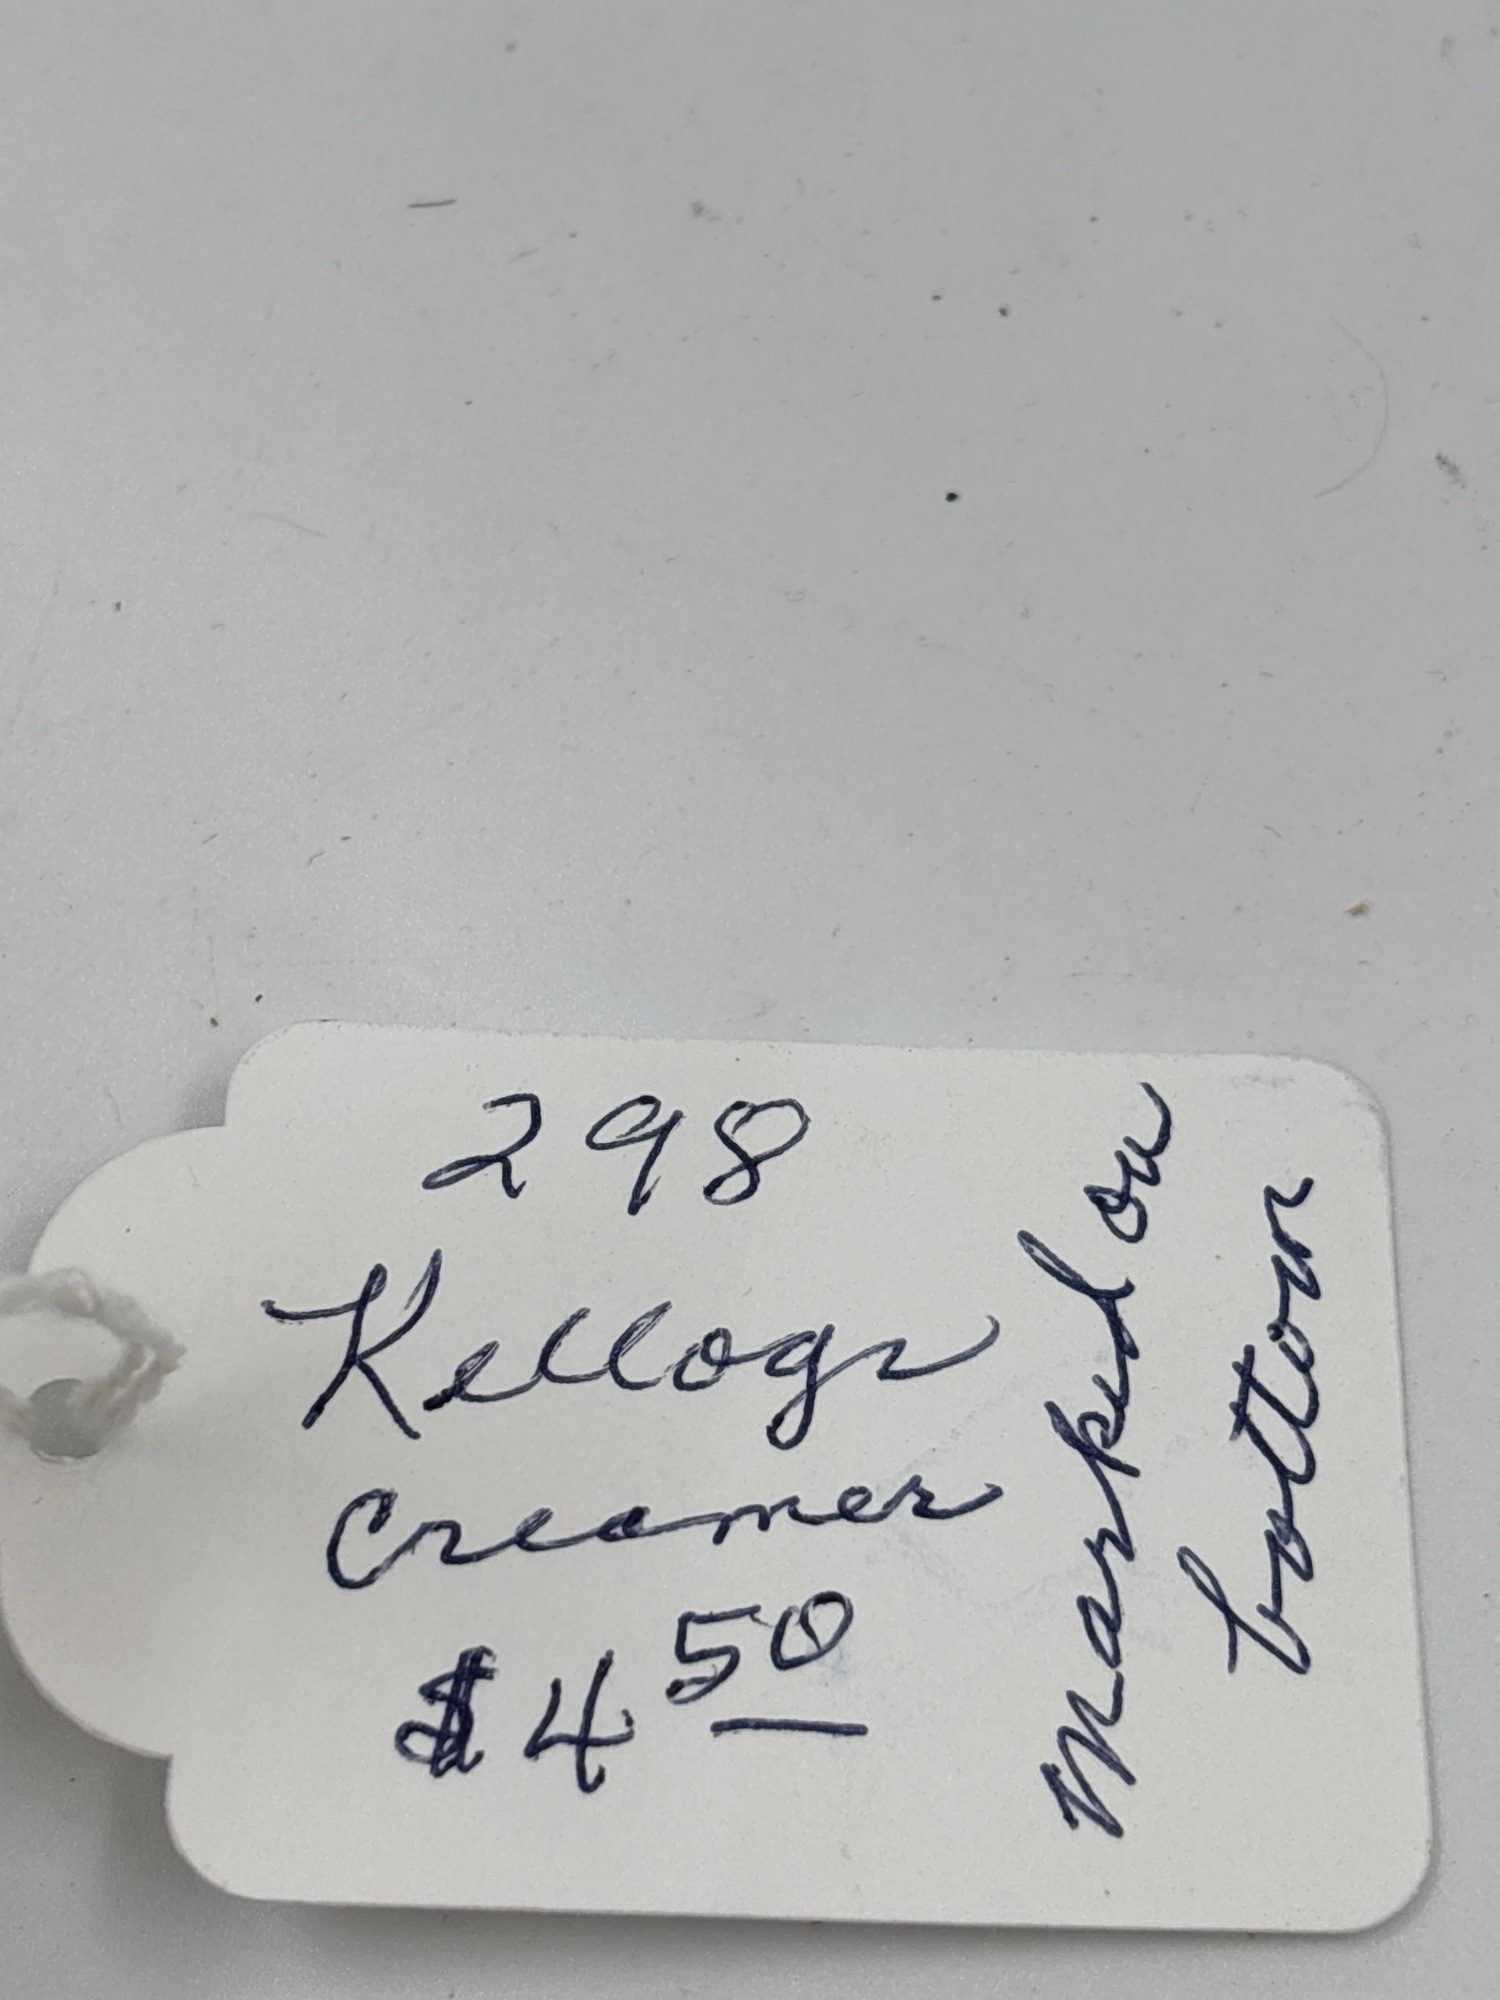 298
Kellogs
Creamer
$4 50
Marked on
bottom